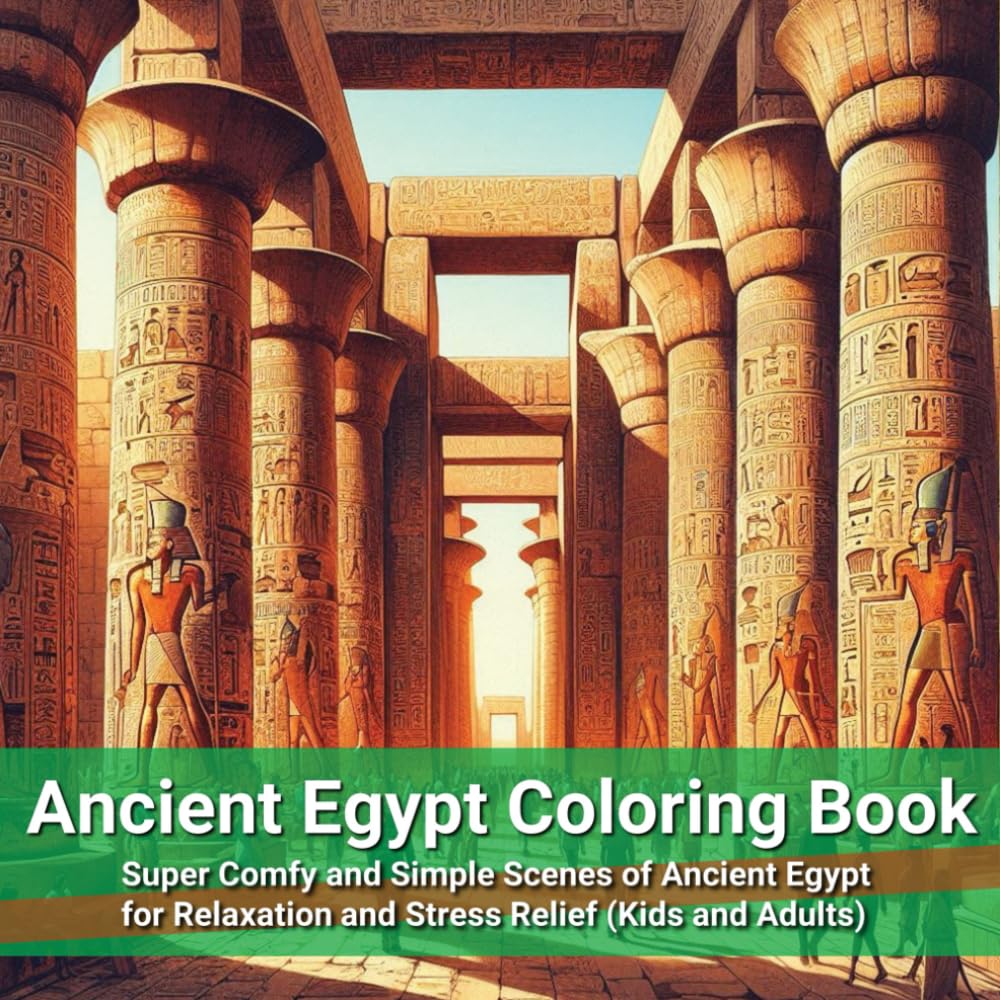 Ancient Egypt Coloring Book
Super Comfy and Simple Scenes of Ancient Egypt
for Relaxation and Stress Relief (Kids and Adults)